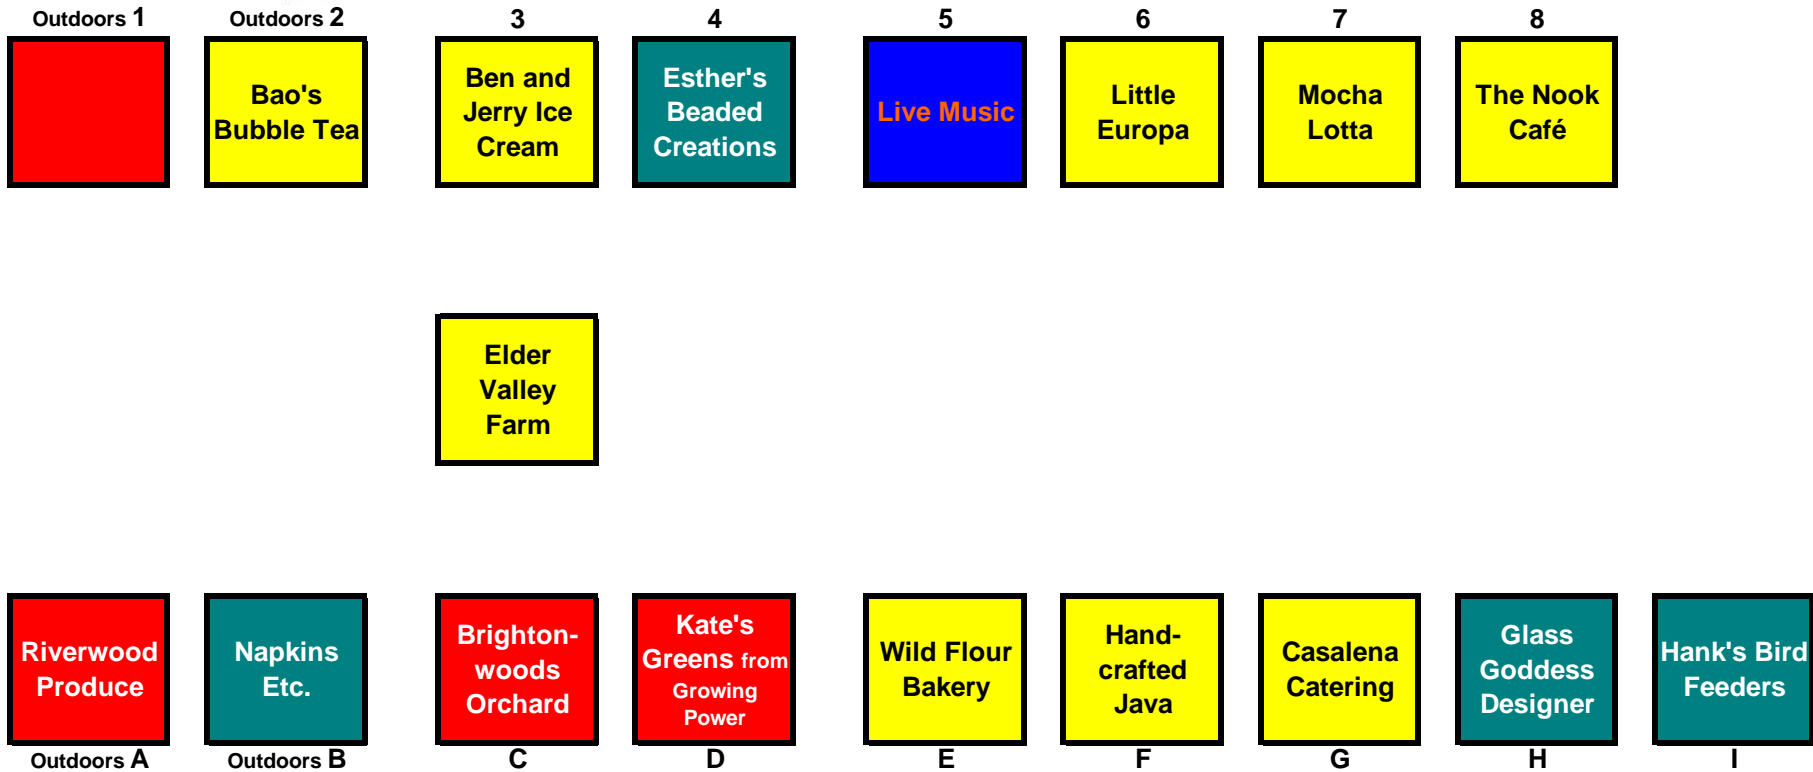 Outdoors 1
Outdoors 2
3
4
5
6
7
8
Bao's
Bubble Tea
Ben and
Jerry Ice
Cream
Esther's
Beaded
Creations
Live Music
Little
Europa
Mocha
Lotta
The Nook
Café
Elder
Valley
Farm
Riverwood
Produce
Napkins
Etc.
Brighton-
woods
Orchard
Kate's
Greens from
Growing
Power
Wild Flour
Bakery
Hand-
crafted
Java
Casalena
Catering
Glass
Goddess
Designer
Hank's Bird
Feeders
Outdoors A
Outdoors B
C
D
E
F
G
H
I